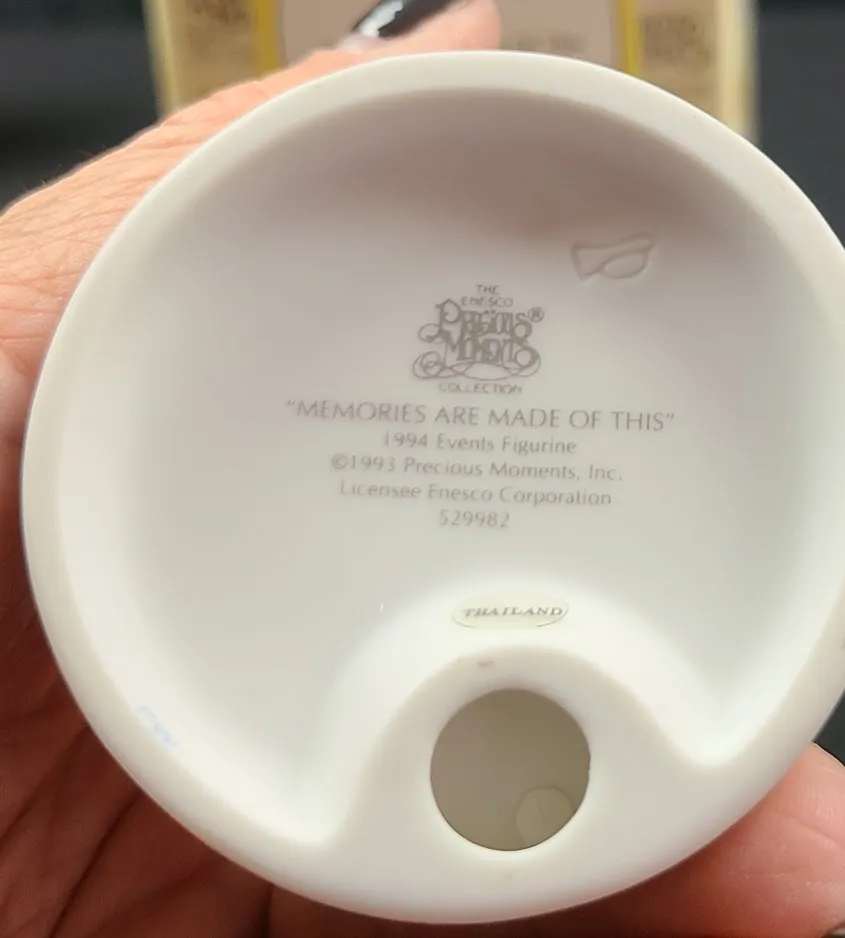 THE
ENESCO
PRECIOUS®
MOMENTS
COLLECTION
"MEMORIES ARE MADE OF THIS"
1994 Events Figurine
©1993 Precious Moments, Inc.
Licensee Enesco Corporation
529982
THAILAND